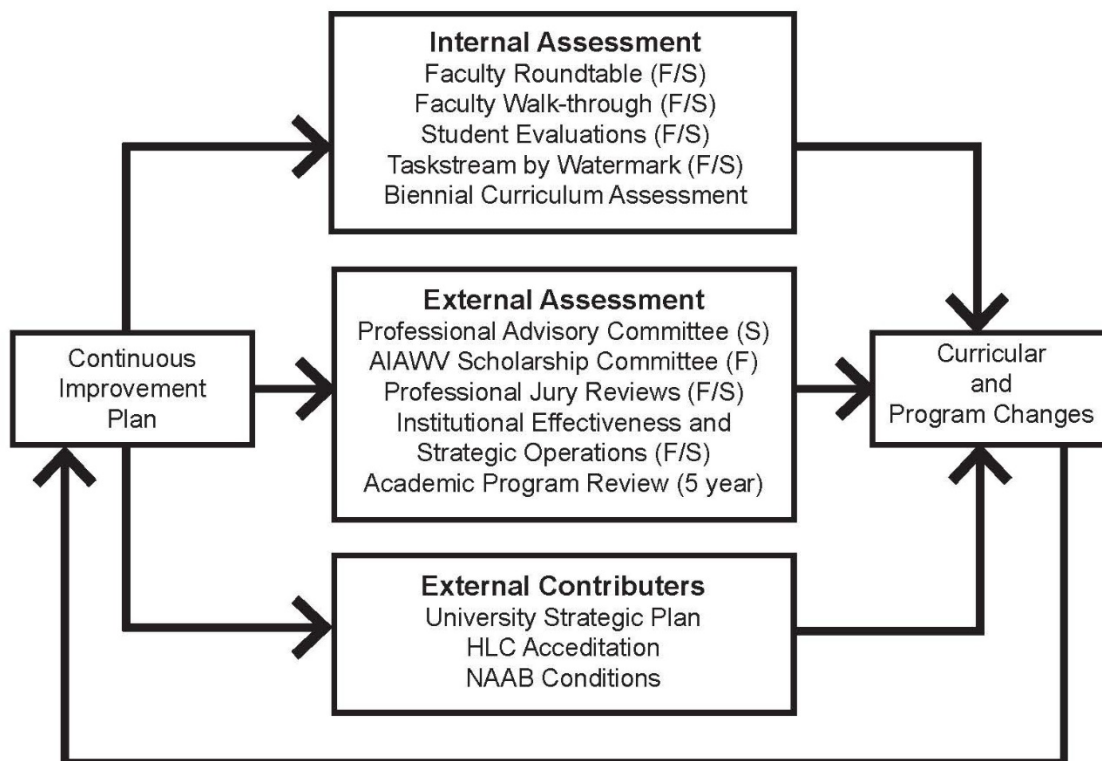 Internal Assessment
Faculty Roundtable (F/S)
Faculty Walk-through (F/S)
Student Evaluations (F/S)
Taskstream by Watermark (F/S)
Biennial Curriculum Assessment
External Assessment
Professional Advisory Committee (S)
AIAWV Scholarship Committee (F)
Professional Jury Reviews (F/S)
Institutional Effectiveness and
Strategic Operations (F/S)
Academic Program Review (5 year)
Continuous
Improvement
Plan
Curricular
and
Program Changes
External Contributers
University Strategic Plan
HLC Acceditation
NAAB Conditions